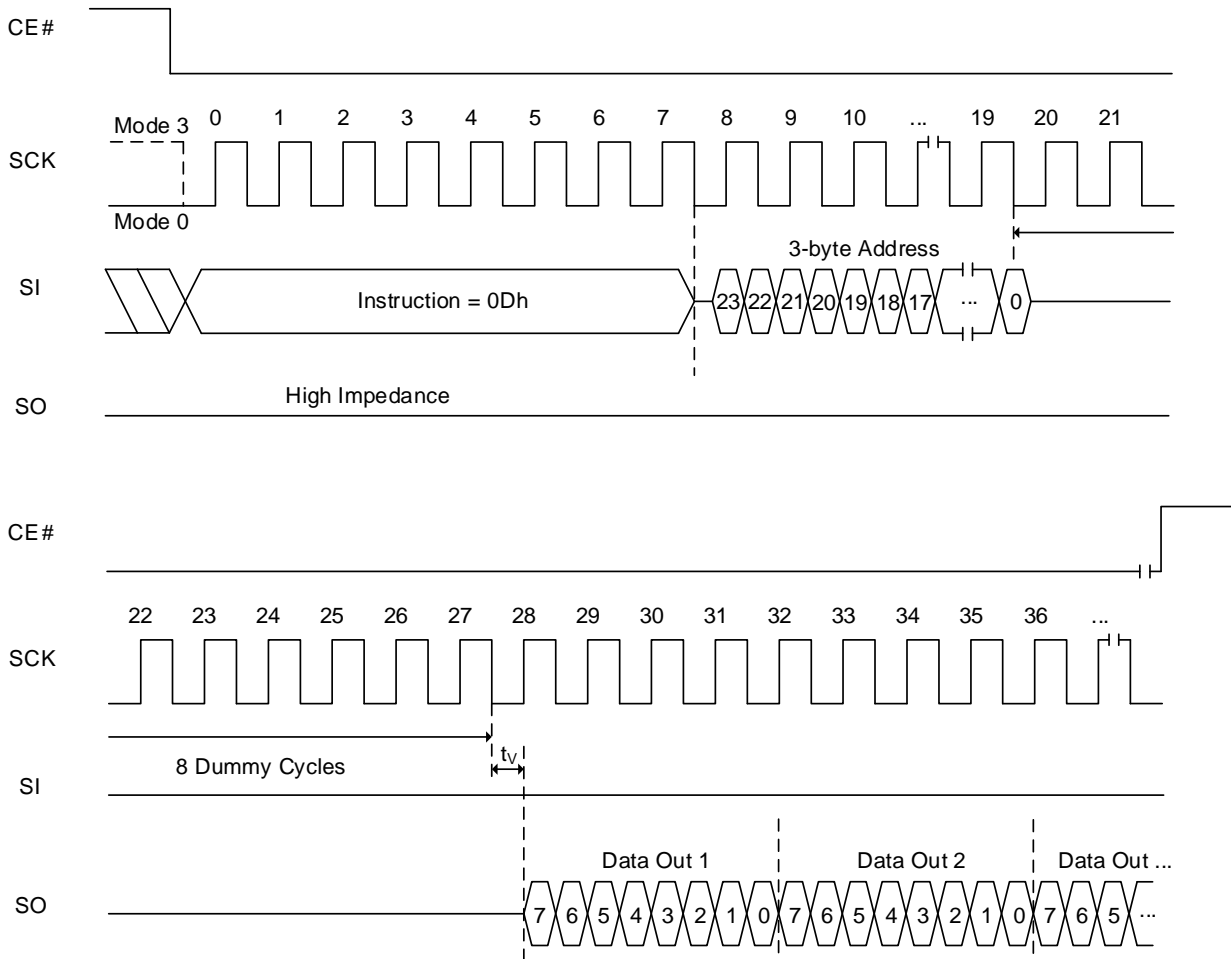 CE#
Mode 3 0 1 2 3 4 5 6 7 8 9 10 ... 19 20 21
SCK
Mode 0
3-byte Address
SI Instruction = 0Dh 23 22 21 20 19 18 17 ... 0
High Impedance
SO
CE#
22 23 24 25 26 27 28 29 30 31 32 33 34 35 36 ...
SCK
8 Dummy Cycles tV
SI
Data Out 1 Data Out 2 Data Out ...
SO 7 6 5 4 3 2 1 0 7 6 5 4 3 2 1 0 7 6 5 ...